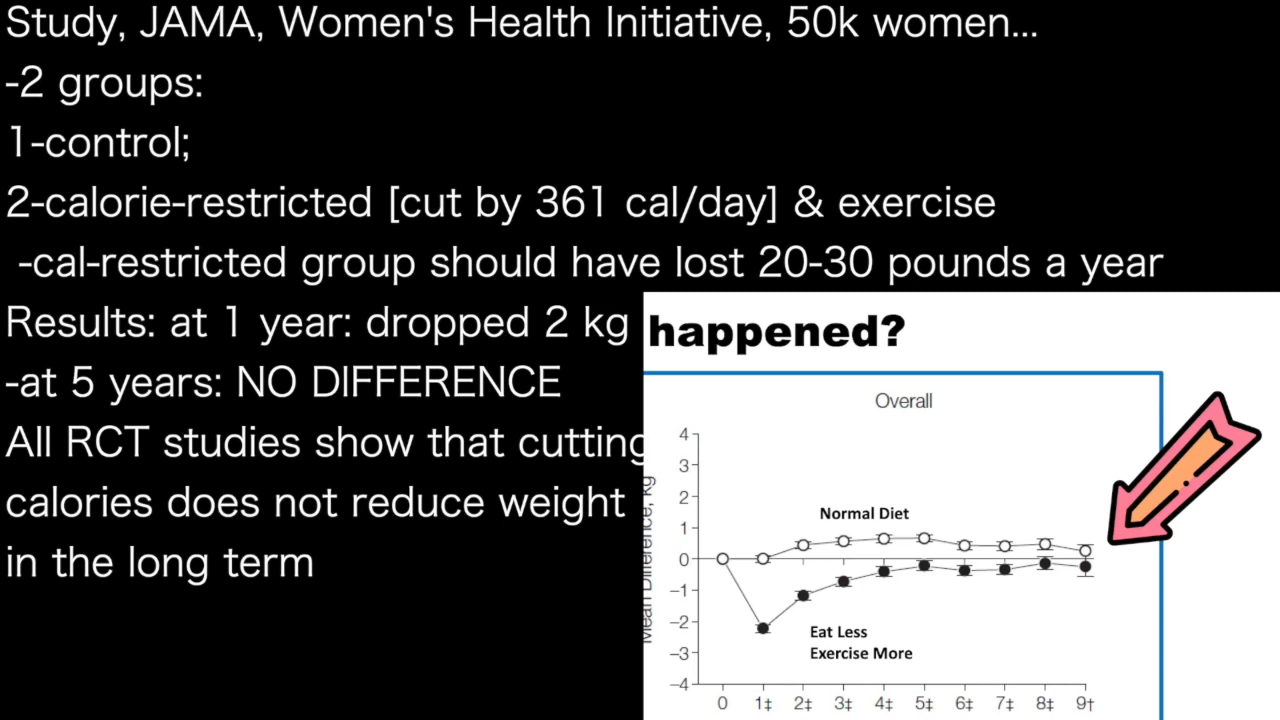 Study, JAMA, Women's Health Initiative, 50k women...
-2 groups:
1-control;
2-calorie-restricted [cut by 361 cal/day] & exercise
-cal-restricted group should have lost 20-30 pounds a year
Results: at 1 year: dropped 2 kg
-at 5 years: NO DIFFERENCE
All RCT studies show that cutting
calories does not reduce weight
in the long term
happened?
Overall
Mean Difference, kg
4
3
2
1
0
-1
-2
-3
-4
Normal Diet
Eat Less
Exercise More
0 1‡ 2‡ 3‡ 4‡ 5‡ 6‡ 7‡ 8‡ 9†